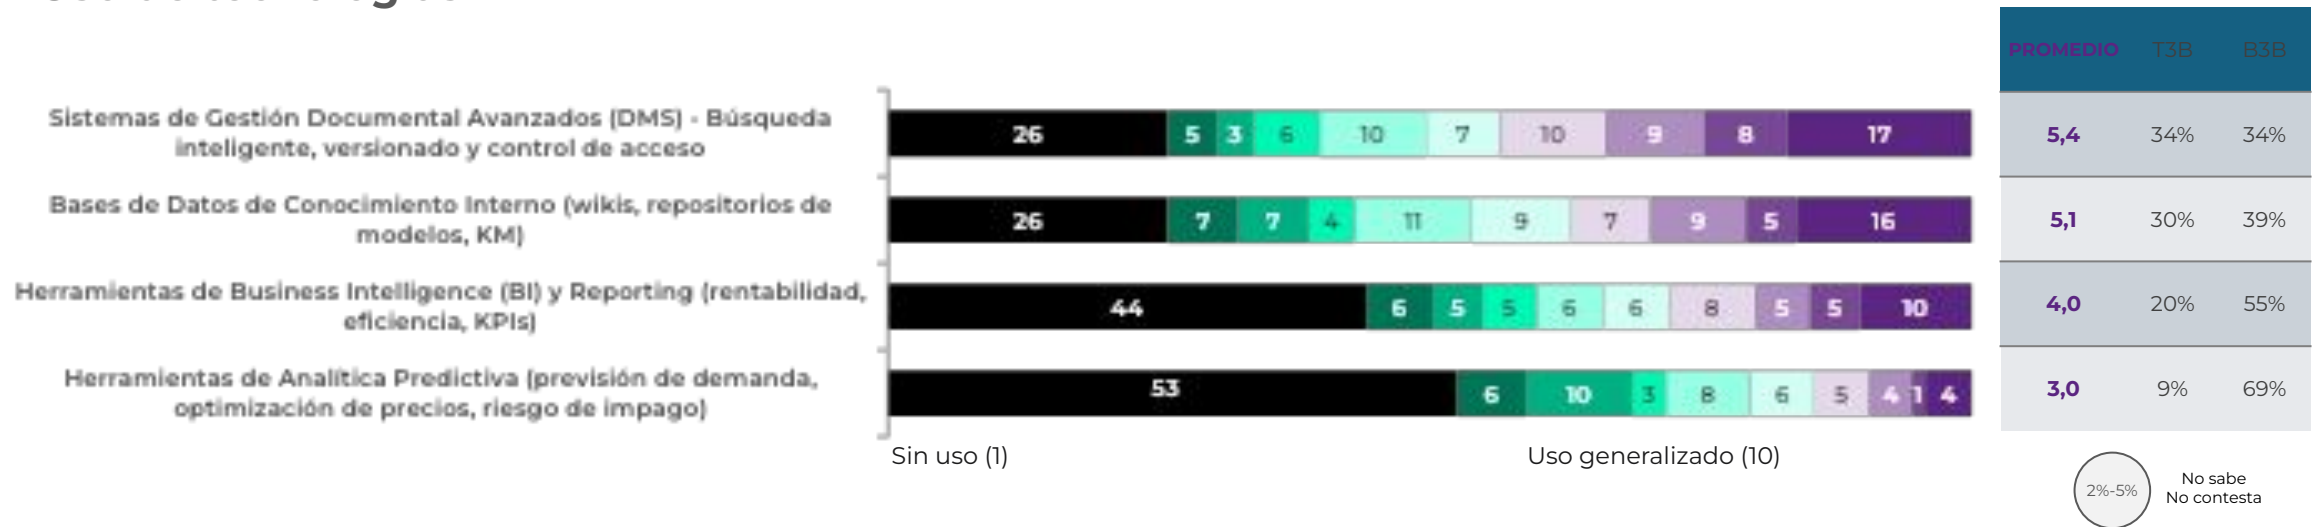 PROMEDIO T3B B3B
Sistemas de Gestión Documental Avanzados (DMS) - Búsqueda
inteligente, versionado y control de acceso
26 5 3 6 10 7 10 9 8 17
5,4 34% 34%
Bases de Datos de Conocimiento Interno (wikis, repositorios de
modelos, KM)
26 7 7 4 11 9 7 9 5 16
5,1 30% 39%
Herramientas de Business Intelligence (BI) y Reporting (rentabilidad,
eficiencia, KPIs)
44 6 5 5 6 6 8 5 5 10
4,0 20% 55%
Herramientas de Analítica Predictiva (previsión de demanda,
optimización de precios, riesgo de impago)
53 6 10 3 8 6 5 4 1 4
3,0 9% 69%
Sin uso (1)
Uso generalizado (10)
2%-5%
No sabe
No contesta